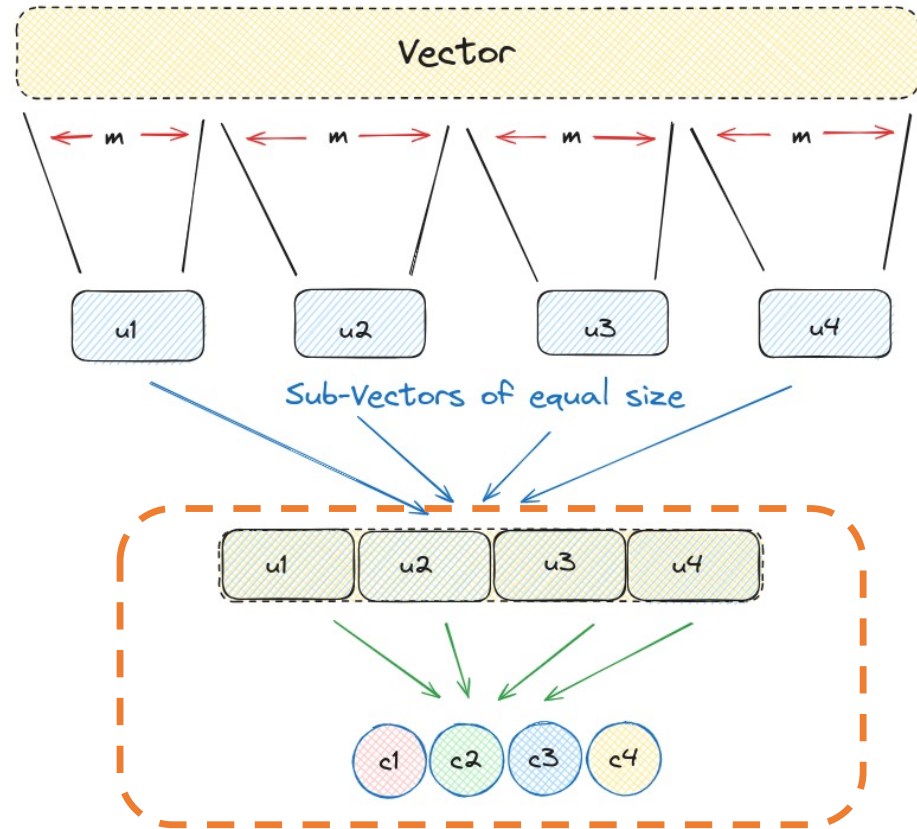 Vector
m m m m
u1 u2 u3 u4
Sub-Vectors of equal size
u1 u2 u3 u4
c1 c2 c3 c4